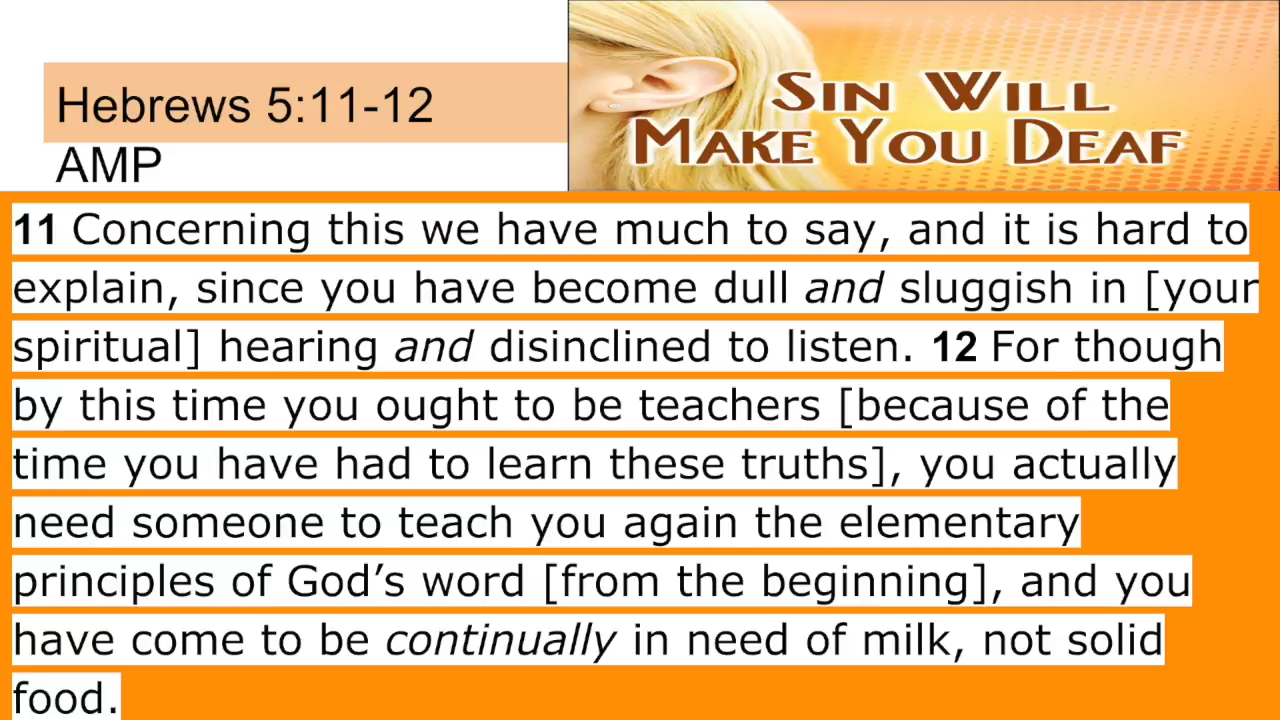 Hebrews 5:11-12
AMP
SIN WILL
MAKE YOU DEAF
11 Concerning this we have much to say, and it is hard to
explain, since you have become dull and sluggish in [your
spiritual] hearing and disinclined to listen. 12 For though
by this time you ought to be teachers [because of the
time you have had to learn these truths], you actually
need someone to teach you again the elementary
principles of God’s word [from the beginning], and you
have come to be continually in need of milk, not solid
food.